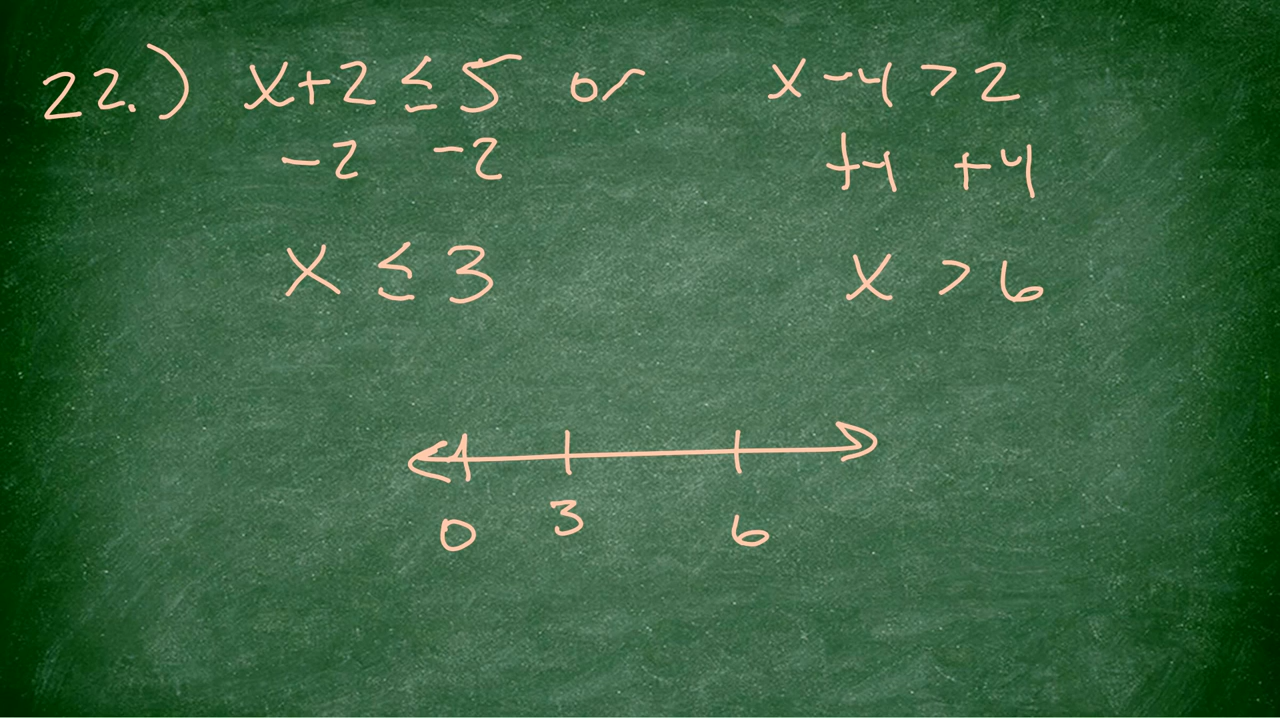 22.) x+2 ≤ 5 or x-4 > 2
-2 -2 +4 +4
x ≤ 3 x > 6
0 3 6